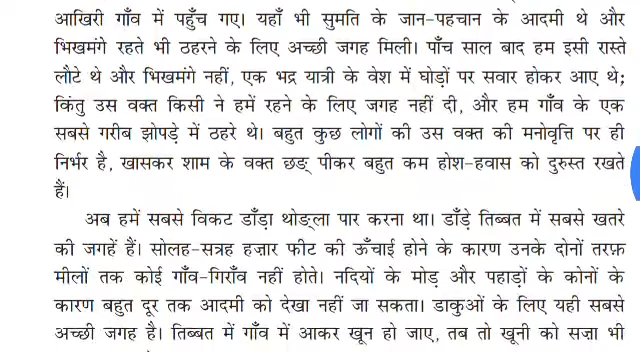 आखिरी गाँव में पहुँच गए। यहाँ भी सुमति के जान-पहचान के आदमी थे और
भिखमंगे रहते भी ठहरने के लिए अच्छी जगह मिली। पाँच साल बाद हम इसी रास्ते
लौटे थे और भिखमंगे नहीं, एक भद्र यात्री के वेश में घोड़ों पर सवार होकर आए थे;
किंतु उस वक्त किसी ने हमें रहने के लिए जगह नहीं दी, और हम गाँव के एक
सबसे गरीब झोपड़े में ठहरे थे। बहुत कुछ लोगों की उस वक्त की मनोवृत्ति पर ही
निर्भर है, खासकर शाम के वक्त छङ् पीकर बहुत कम होश-हवास को दुरुस्त रखते
हैं।
अब हमें सबसे विकट डाँड़ा थोङ्ला पार करना था। डाँड़े तिब्बत में सबसे खतरे
की जगहें हैं। सोलह-सत्रह हज़ार फीट की ऊँचाई होने के कारण उनके दोनों तरफ़
मीलों तक कोई गाँव-गिराँव नहीं होते। नदियों के मोड़ और पहाड़ों के कोनों के
कारण बहुत दूर तक आदमी को देखा नहीं जा सकता। डाकुओं के लिए यही सबसे
अच्छी जगह है। तिब्बत में गाँव में आकर खून हो जाए, तब तो खूनी को सज़ा भी